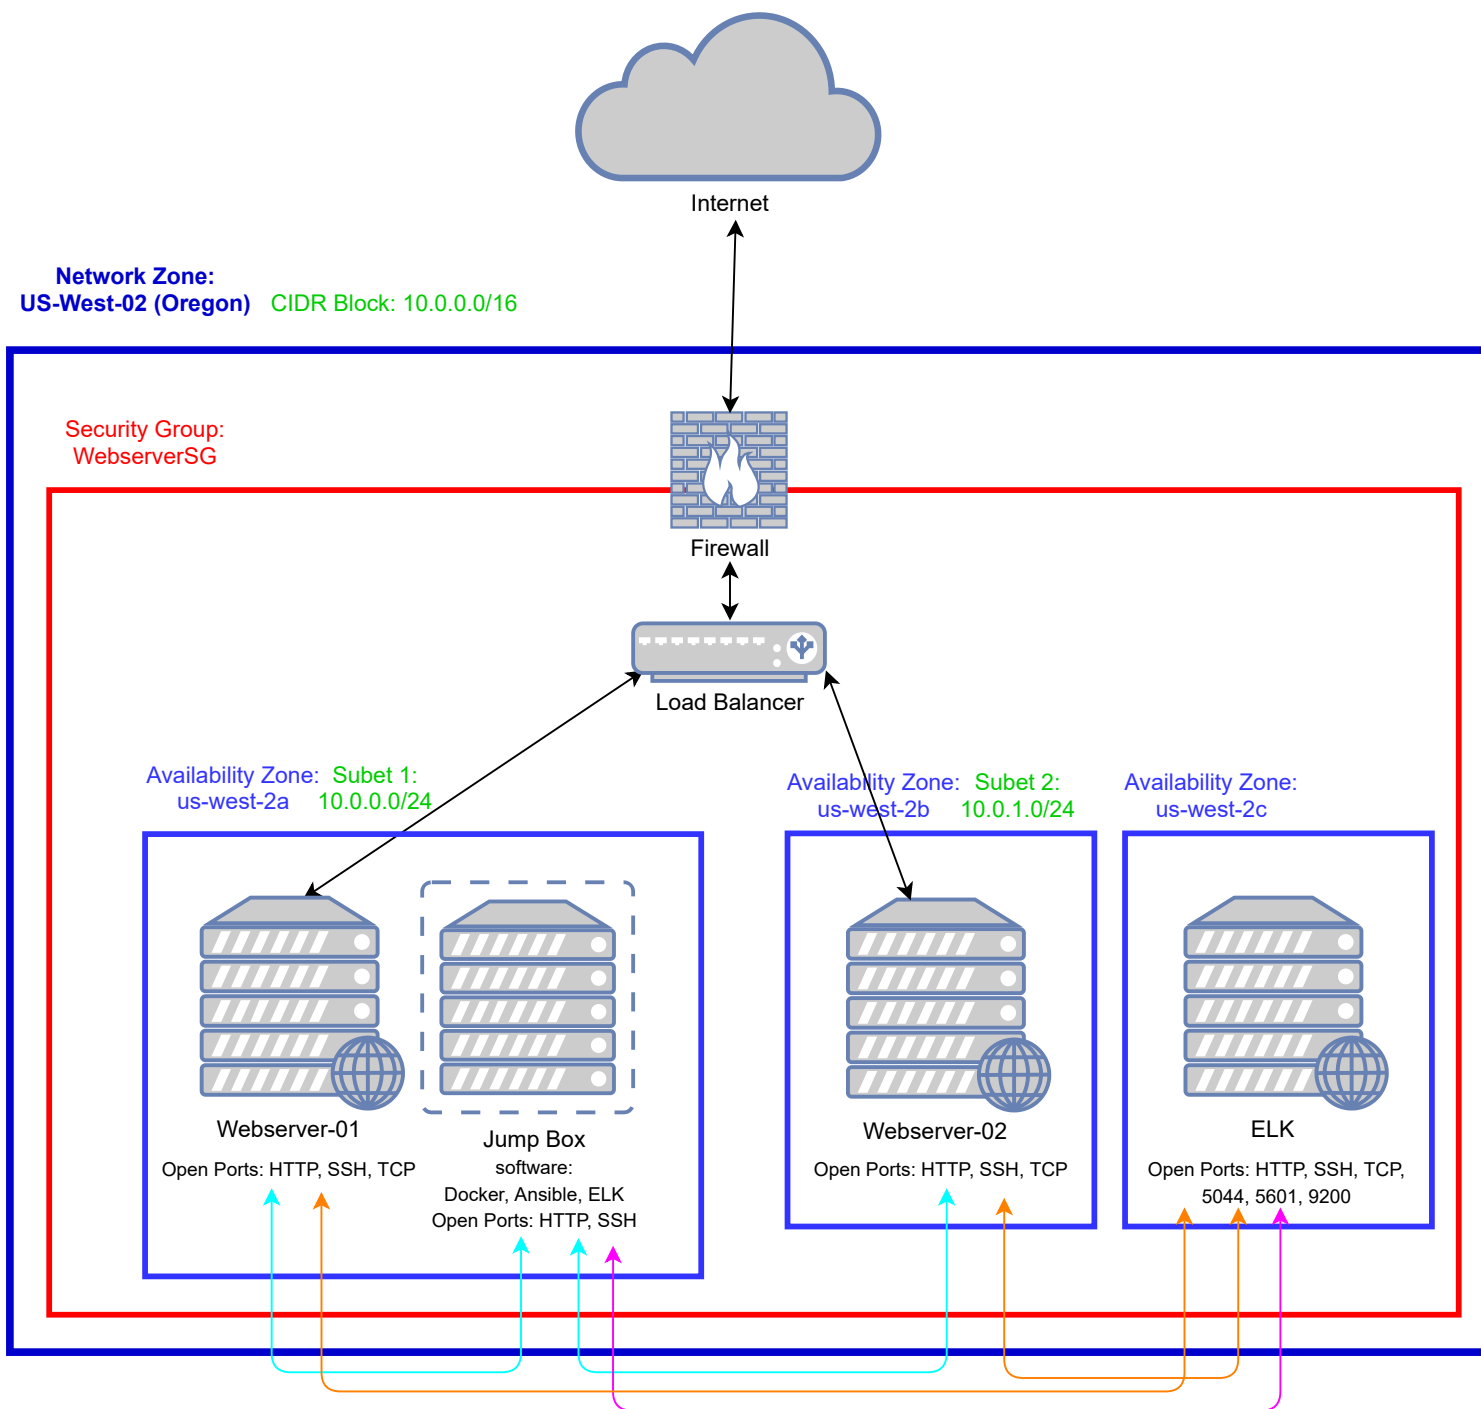 Internet
Network Zone:
US-West-02 (Oregon)
CIDR Block: 10.0.0.0/16
Security Group:
WebserverSG
Firewall
Load Balancer
Availability Zone:
us-west-2a
Subet 1:
10.0.0.0/24
Availability Zone:
us-west-2b
Subet 2:
10.0.1.0/24
Availability Zone:
us-west-2c
Webserver-01
Open Ports: HTTP, SSH, TCP
Jump Box
software:
Docker, Ansible, ELK
Open Ports: HTTP, SSH
Webserver-02
Open Ports: HTTP, SSH, TCP
ELK
Open Ports: HTTP, SSH, TCP,
5044, 5601, 9200